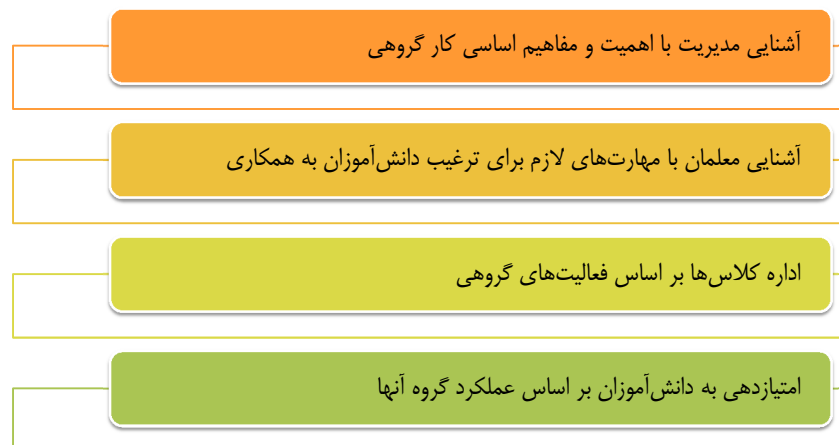 آشنایی مدیریت با اهمیت و مفاهیم اساسی کار گروهی
آشنایی معلمان با مهارت‌های لازم برای ترغیب دانش‌آموزان به همکاری
اداره کلاس‌ها بر اساس فعالیت‌های گروهی
امتیازدهی به دانش‌آموزان بر اساس عملکرد گروه آنها